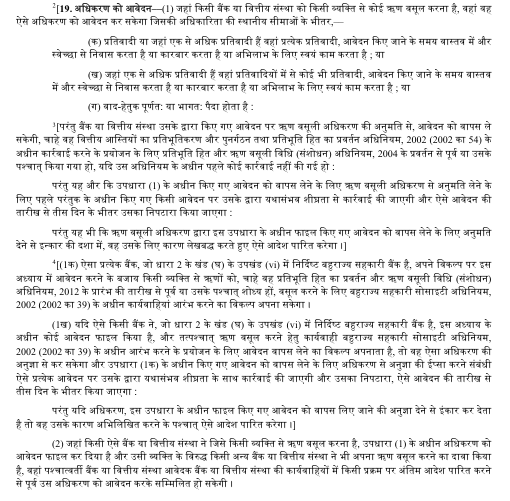 2[19. अधिकरण को आवेदन—(1) जहां किसी बैंक या वित्तीय संस्था को किसी व्यक्ति से कोई ऋण वसूल करना है, वहां वह
ऐसे अधिकरण को आवेदन कर सकेगा जिसकी अधिकारिता की स्थानीय सीमाओं के भीतर,—
(क) प्रतिवादी या जहां एक से अधिक प्रतिवादी हैं वहां प्रत्येक प्रतिवादी, आवेदन किए जाने के समय वास्तव में और
स्वेच्छा से निवास करता है या कारबार करता है या अभिलाभ के लिए स्वयं काम करता है ; या
(ख) जहां एक से अधिक प्रतिवादी हैं वहां प्रतिवादियों में से कोई भी प्रतिवादी, आवेदन किए जाने के समय वास्तव
में और स्वेच्छा से निवास करता है या कारबार करता है या अभिलाभ के लिए स्वयं काम करता है ; या
(ग) वाद-हेतुक पूर्णत: या भागत: पैदा होता है :
3[परंतु बैंक या वित्तीय संस्था उसके द्वारा किए गए आवेदन पर ऋण वसूली अधिकरण की अनुमति से, आवेदन को वापस ले
सकेगी, चाहे वह वित्तीय आस्तियों का प्रतिभूतिकरण और पुनर्गठन तथा प्रतिभूति हित का प्रवर्तन अधिनियम, 2002 (2002 का 54) के
अधीन कार्रवाई करने के प्रयोजन के लिए प्रतिभूति हित और ऋण वसूली विधि (संशोधन) अधिनियम, 2004 के प्रवर्तन से पूर्व या उसके
पश्चात् किया गया हो, यदि उस अधिनियम के अधीन पहले कोई कार्रवाई नहीं की गई हो :
परंतु यह और कि उपधारा (1) के अधीन किए गए आवेदन को वापस लेने के लिए ऋण वसूली अधिकरण से अनुमति लेने के
लिए पहले परंतुक के अधीन किए गए किसी आवेदन पर उसके द्वारा यथासंभव शीघ्रता से कार्रवाई की जाएगी और ऐसे आवेदन की
तारीख से तीस दिन के भीतर उसका निपटारा किया जाएगा :
परंतु यह भी कि ऋण वसूली अधिकरण द्वारा इस उपधारा के अधीन फाइल किए गए आवेदन को वापस लेने के लिए अनुमति
देने से इन्कार की दशा में, वह उसके लिए कारण लेखबद्ध करते हुए ऐसे आदेश पारित करेगा।]
4[(1क) ऐसा प्रत्येक बैंक, जो धारा 2 के खंड (घ) के उपखंड (vi) में निर्दिष्ट बहुराज्य सहकारी बैंक है, अपने विकल्प पर इस
अध्याय में आवेदन करने के बजाय किसी व्यक्ति से ऋणों को, चाहे वह प्रतिभूति हित का प्रवर्तन और ऋण वसूली विधि (संशोधन)
अधिनियम, 2012 के प्रारंभ की तारीख से पूर्व या उसके पश्चात् शोध्य हों, वसूल करने के लिए बहुराज्य सहकारी सोसाइटी अधिनियम,
2002 (2002 का 39) के अधीन कार्यवाहियां आरंभ करने का विकल्प अपना सकेगा ।
(1ख) यदि ऐसे किसी बैंक ने, जो धारा 2 के खंड (घ) के उपखंड (vi) में निर्दिष्ट बहुराज्य सहकारी बैंक है, इस अध्याय के
अधीन कोई आवेदन फाइल किया है, और तत्पश्चात् ऋण वसूल करने हेतु कार्यवाही बहुराज्य सहकारी सोसाइटी अधिनियम,
2002 (2002 का 39) के अधीन आरंभ करने के प्रयोजन के लिए आवेदन वापस लेने का विकल्प अपनाता है, तो वह ऐसा अधिकरण की
अनुज्ञा से कर सकेगा और उपधारा (1क) के अधीन किए गए आवेदन को वापस लेने के लिए अधिकरण से अनुज्ञा की ईप्सा करने संबंधी
ऐसे प्रत्येक आवेदन पर उसके द्वारा यथासंभव शीघ्रता के साथ कार्रवाई की जाएगी और उसका निपटारा, ऐसे आवेदन की तारीख से
तीस दिन के भीतर किया जाएगा :
परंतु यदि अधिकरण, इस उपधारा के अधीन फाइल किए गए आवेदन को वापस लिए जाने की अनुज्ञा देने से इंकार कर देता
है तो वह उसके कारण अभिलिखित करने के पश्चात् ऐसे आदेश पारित करेगा ।]
(2) जहां किसी ऐसे बैंक या वित्तीय संस्था ने जिसे किसी व्यक्ति से ऋण वसूल करना है, उपधारा (1) के अधीन अधिकरण को
आवेदन फाइल कर दिया है और उसी व्यक्ति के विरुद्ध किसी अन्य बैंक या वित्तीय संस्था ने भी अपना ऋण वसूल करने का दावा किया
है, वहां पश्चात्वर्ती बैंक या वित्तीय संस्था आवेदक बैंक या वित्तीय संस्था की कार्यवाहियों में किसी प्रक्रम पर अंतिम आदेश पारित करने
से पूर्व उस अधिकरण को आवेदन करके सम्मिलित हो सकेगी ।